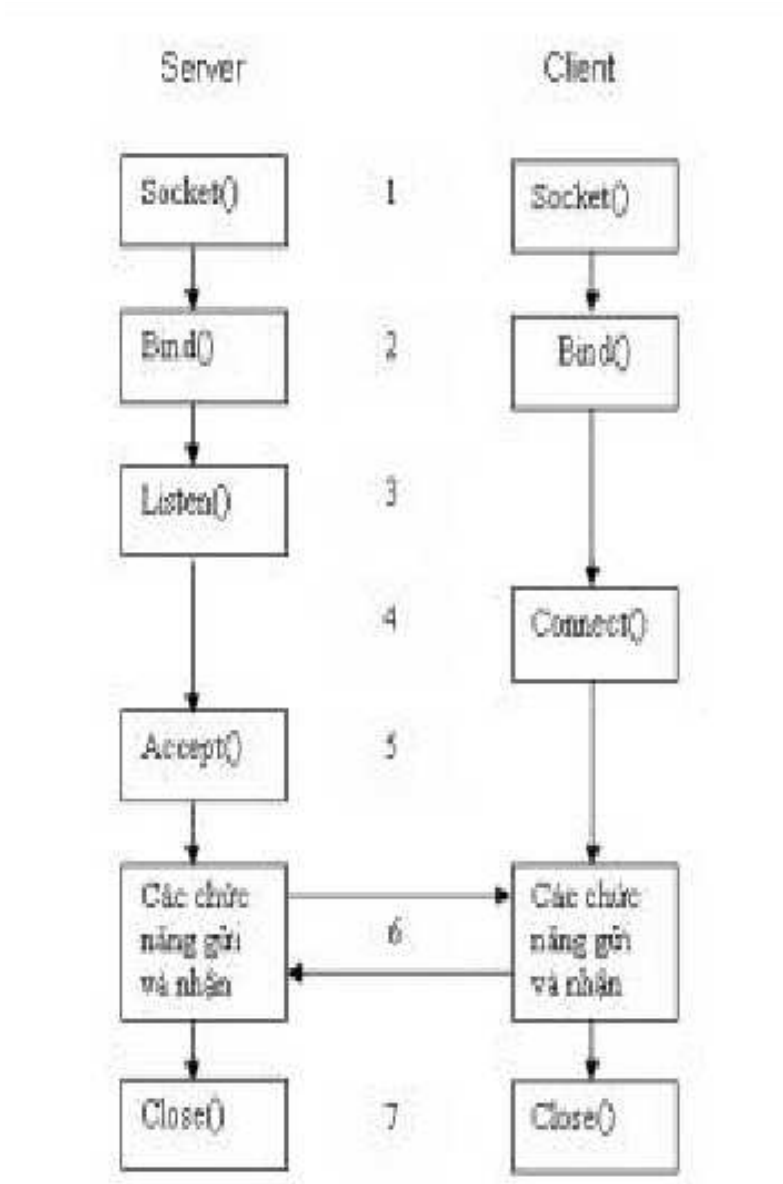 Server Client
Socket() 1 Socket()
Bind() 2 Bind()
Listen() 3
4 Connect()
Accept() 5
Các chức Các chức
năng gửi 6 năng gửi
và nhận và nhận
Close() 7 Close()